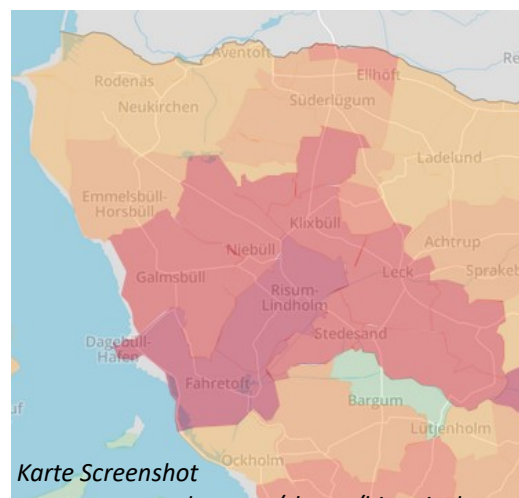 Aventoft
Rodenäs
Ellhöft
Neukirchen
Süderlügum
Ladelund
Emmelsbüll-
Horsbüll
Klixbüll
Achtrup
Niebüll
Galmsbüll
Leck
Risum-
Lindholm
Stedesand
Dagebüll-
Hafen
Fahretoft
Bargum
Lütjenholm
Ockholm
Karte Screenshot